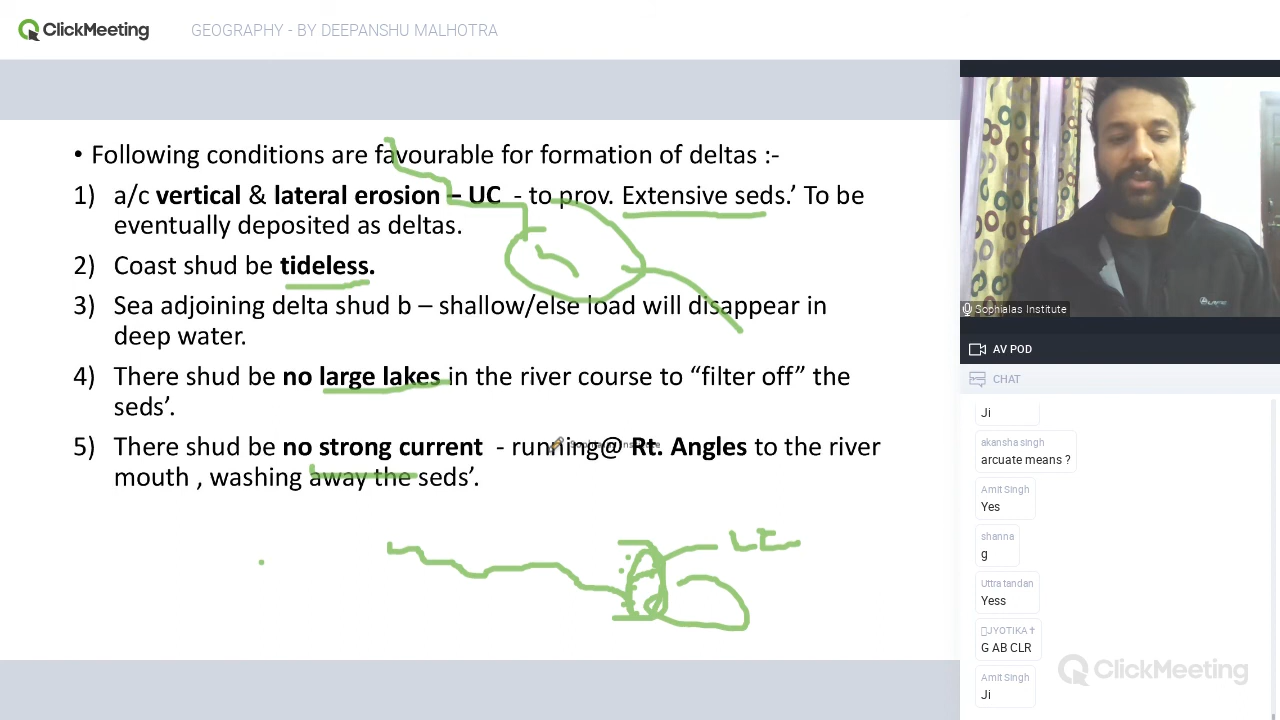 ClickMeeting
GEOGRAPHY - BY DEEPANSHU MALHOTRA
• Following conditions are favourable for formation of deltas :-
1) a/c vertical & lateral erosion – UC - to prov. Extensive seds.’ To be
eventually deposited as deltas.
2) Coast shud be tideless.
3) Sea adjoining delta shud b – shallow/else load will disappear in
deep water.
4) There shud be no large lakes in the river course to “filter off” the
seds’.
5) There shud be no strong current - running@ Rt. Angles to the river
mouth , washing away the seds’.
Sophialas Institute
Sophialas Institute
AV POD
CHAT
Ji
akansha singh
arcuate means ?
Amit Singh
Yes
shanna
g
Uttra tandan
Yess
JYOTIKA✝
G AB CLR
Amit Singh
Ji
ClickMeeting